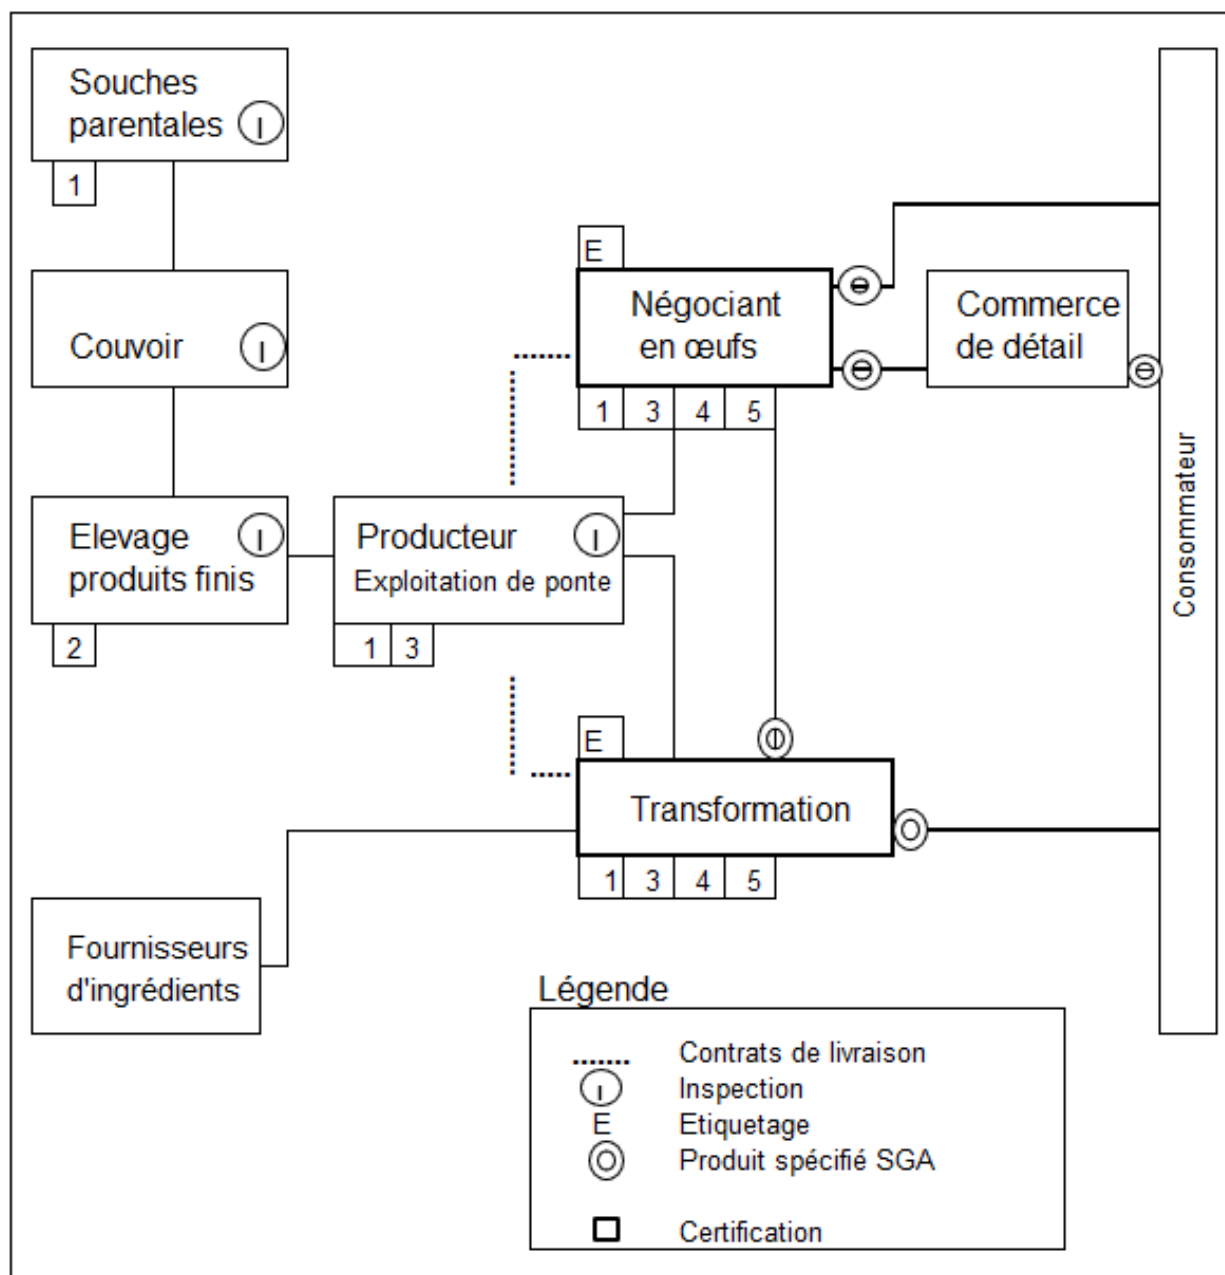 Souches
parentales
I
1
Couvoir
I
Elevage
produits finis
I
2
Producteur
I
Exploitation de ponte
1 3
E
Négociant
en œufs
1 3 4 5
Commerce
de détail
Consommateur
E
Transformation
1 3 4 5
Fournisseurs
d'ingrédients
Légende
Contrats de livraison
I Inspection
E Etiquetage
Produit spécifié SGA
Certification